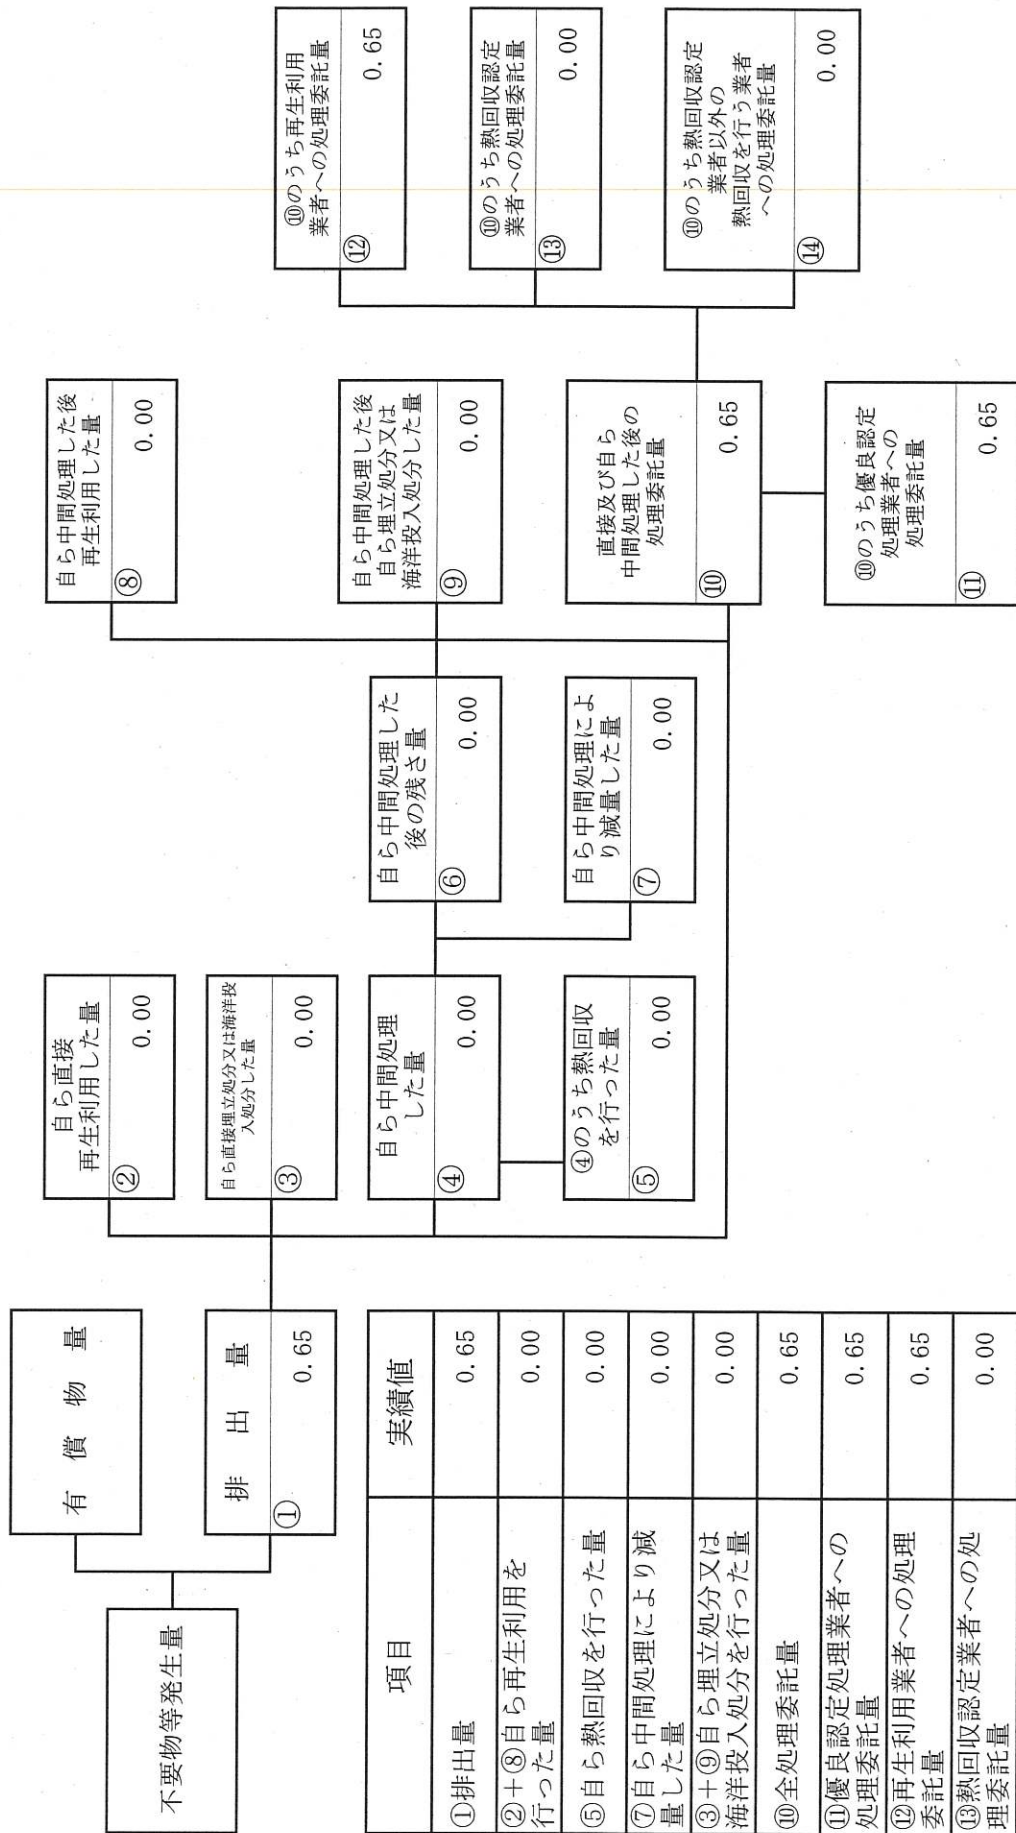 不要物等発生量
有償物量
排出量
① 0.65
自ら直接
再生利用した量
② 0.00
自ら直接埋立処分又は海洋投
入処分した量
③ 0.00
自ら中間処理
した量
④ 0.00
④のうち熱回収
を行った量
⑤ 0.00
自ら中間処理した
後の残さ量
⑥ 0.00
自ら中間処理によ
り減量した量
⑦ 0.00
自ら中間処理した後
再生利用した量
⑧ 0.00
自ら中間処理した後
自ら埋立処分又は
海洋投入処分した量
⑨ 0.00
直接及び自ら
中間処理した後の
処理委託量
⑩ 0.65
⑩のうち優良認定
処理業者への
処理委託量
⑪ 0.65
⑩のうち再生利用
業者への処理委託量
⑫ 0.65
⑩のうち熱回収認定
業者への処理委託量
⑬ 0.00
⑩のうち熱回収認定
業者以外の
熱回収を行う業者
への処理委託量
⑭ 0.00
項目 実績値
①排出量 0.65
②+⑧自ら再生利用を
行った量 0.00
⑤自ら熱回収を行った量 0.00
⑦自ら中間処理により減
量した量 0.00
③+⑨自ら埋立処分又は
海洋投入処分を行った量 0.00
⑩全処理委託量 0.65
⑪優良認定処理業者への
処理委託量 0.65
⑫再生利用業者への処理
委託量 0.65
⑬熱回収認定業者への処
理委託量 0.00